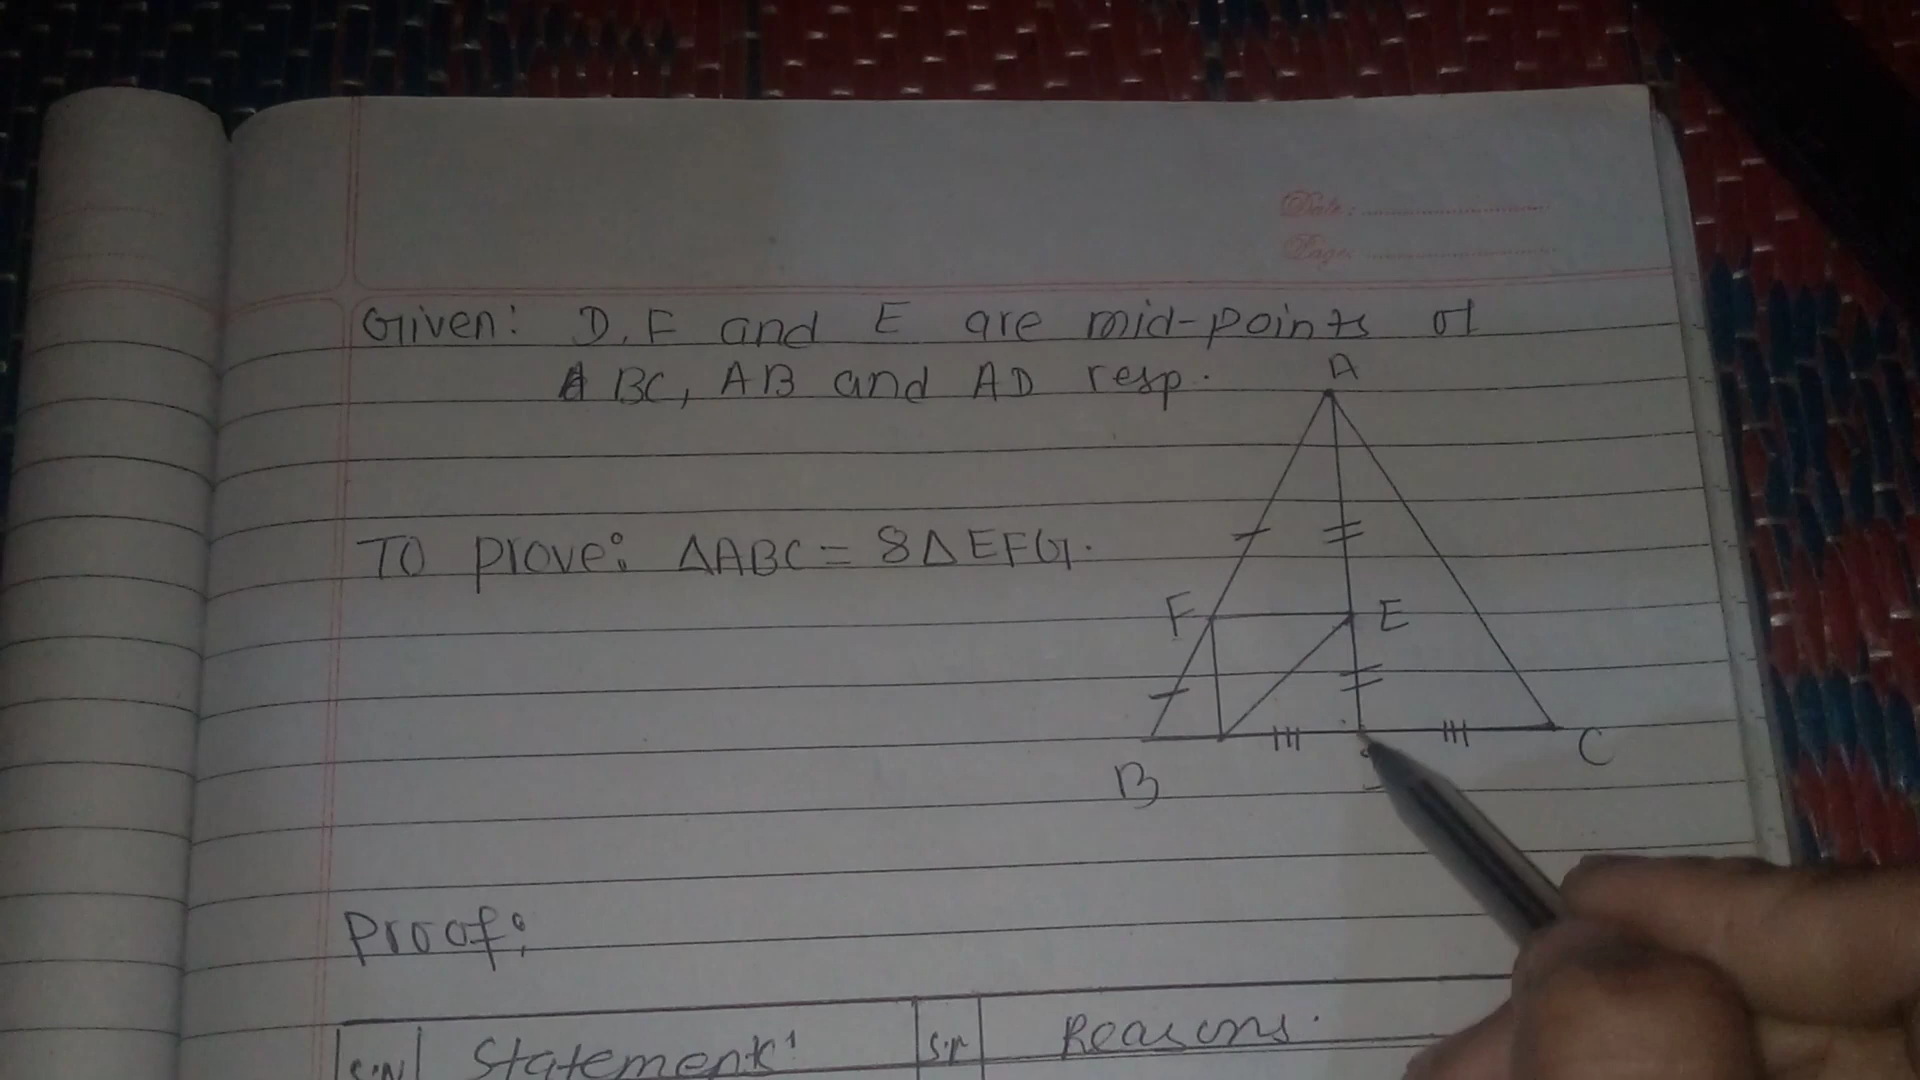 Date:
Page:
Given: D, F and E are mid-points of
BC, AB and AD resp.
A
To prove: ΔABC = 8ΔEFG.
F E
B C
Proof:
S.N Statement Reasons.